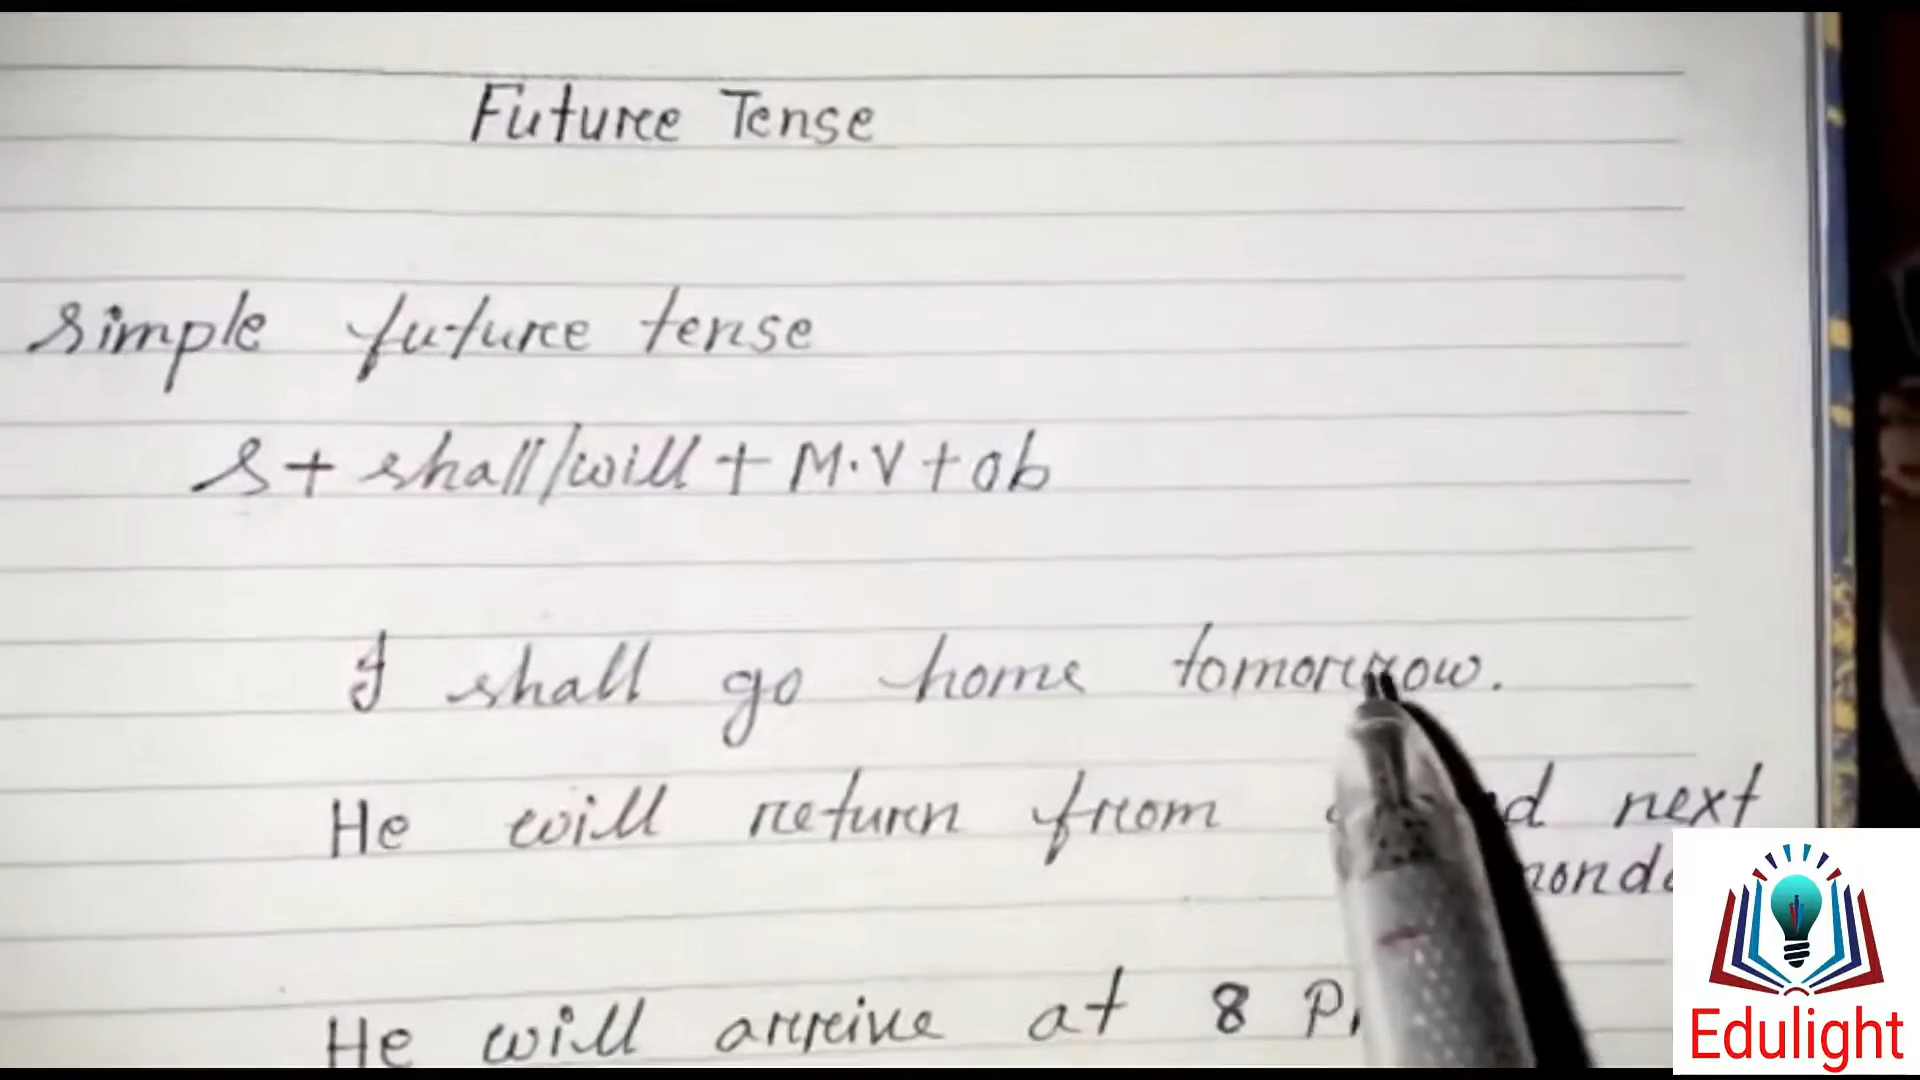 Future Tense
simple future tense
S + shall/will + M.V + ob
I shall go home tomorrow.
He will return from next
He will arrive at 8
Edulight